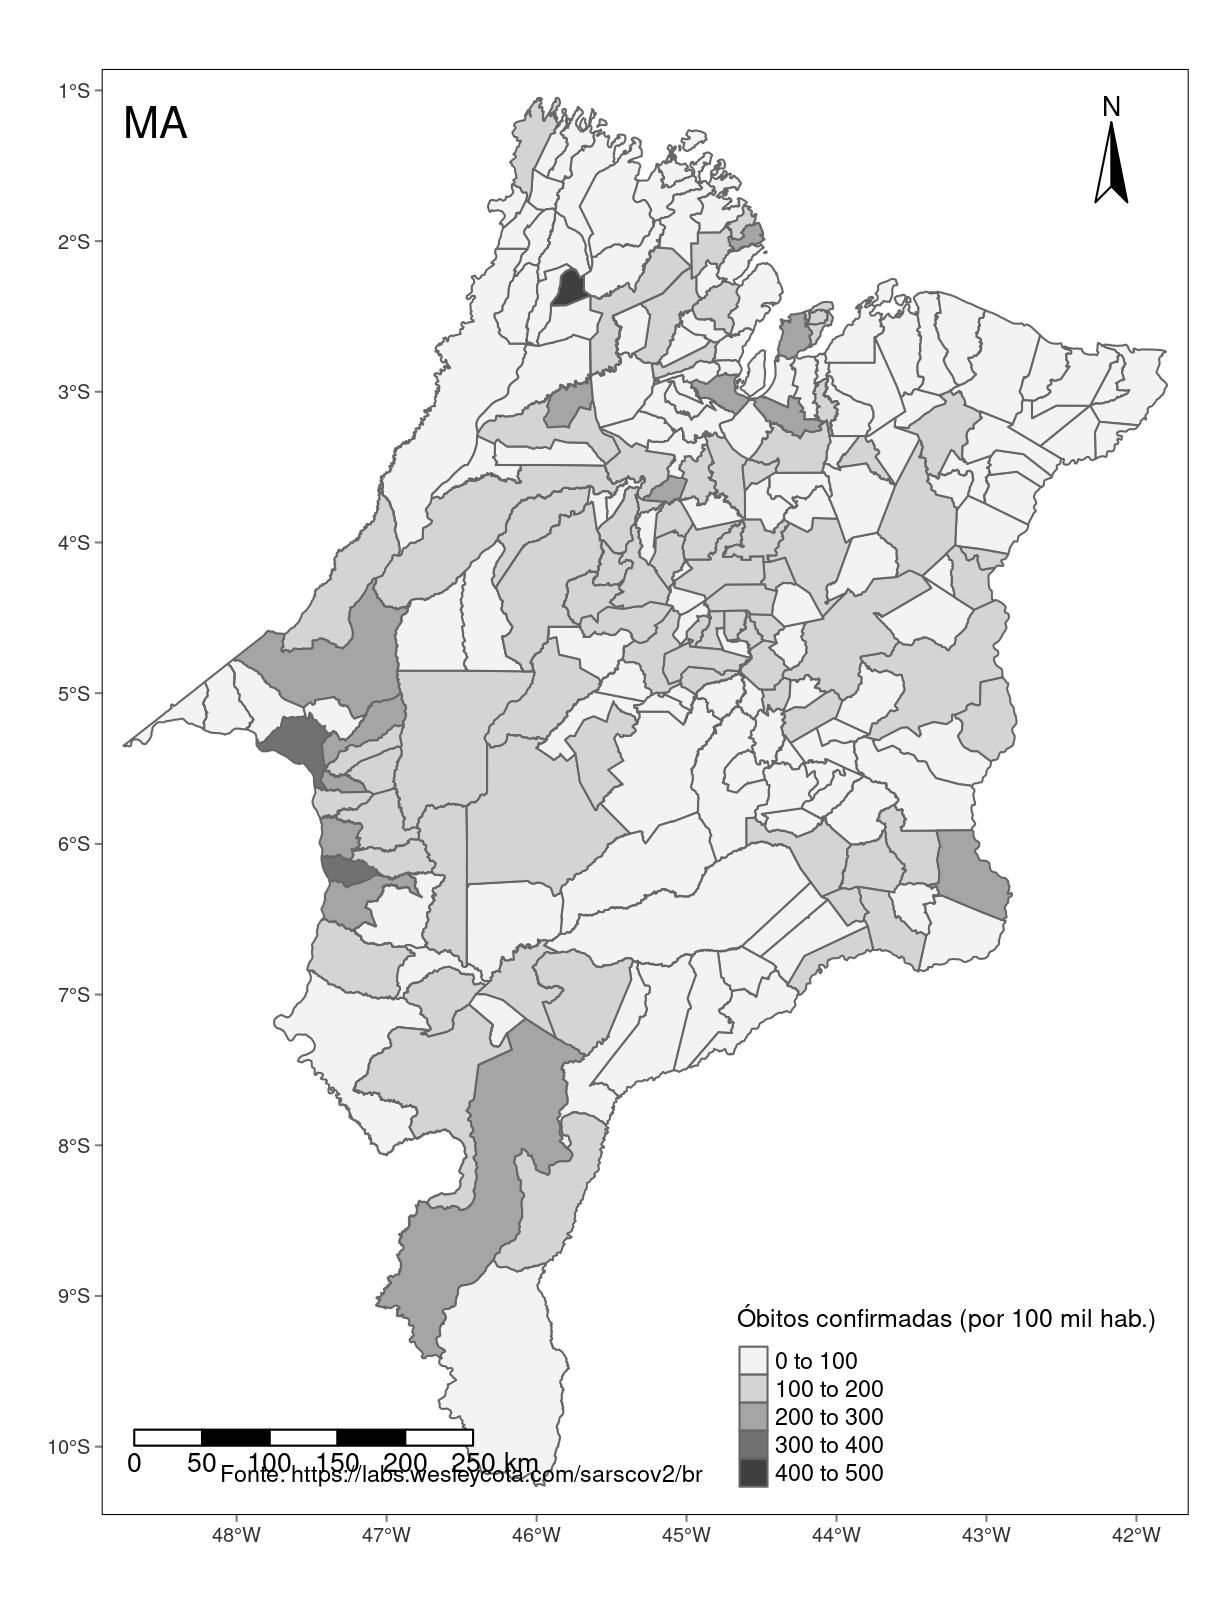 MA
N
1°S
2°S
3°S
4°S
5°S
6°S
7°S
8°S
9°S
10°S
Óbitos confirmadas (por 100 mil hab.)
0 to 100
100 to 200
200 to 300
300 to 400
400 to 500
0 50 100 150 200 250 km
Fonte: https://labs.wesleycota.com/sarscov2/br
48°W 47°W 46°W 45°W 44°W 43°W 42°W